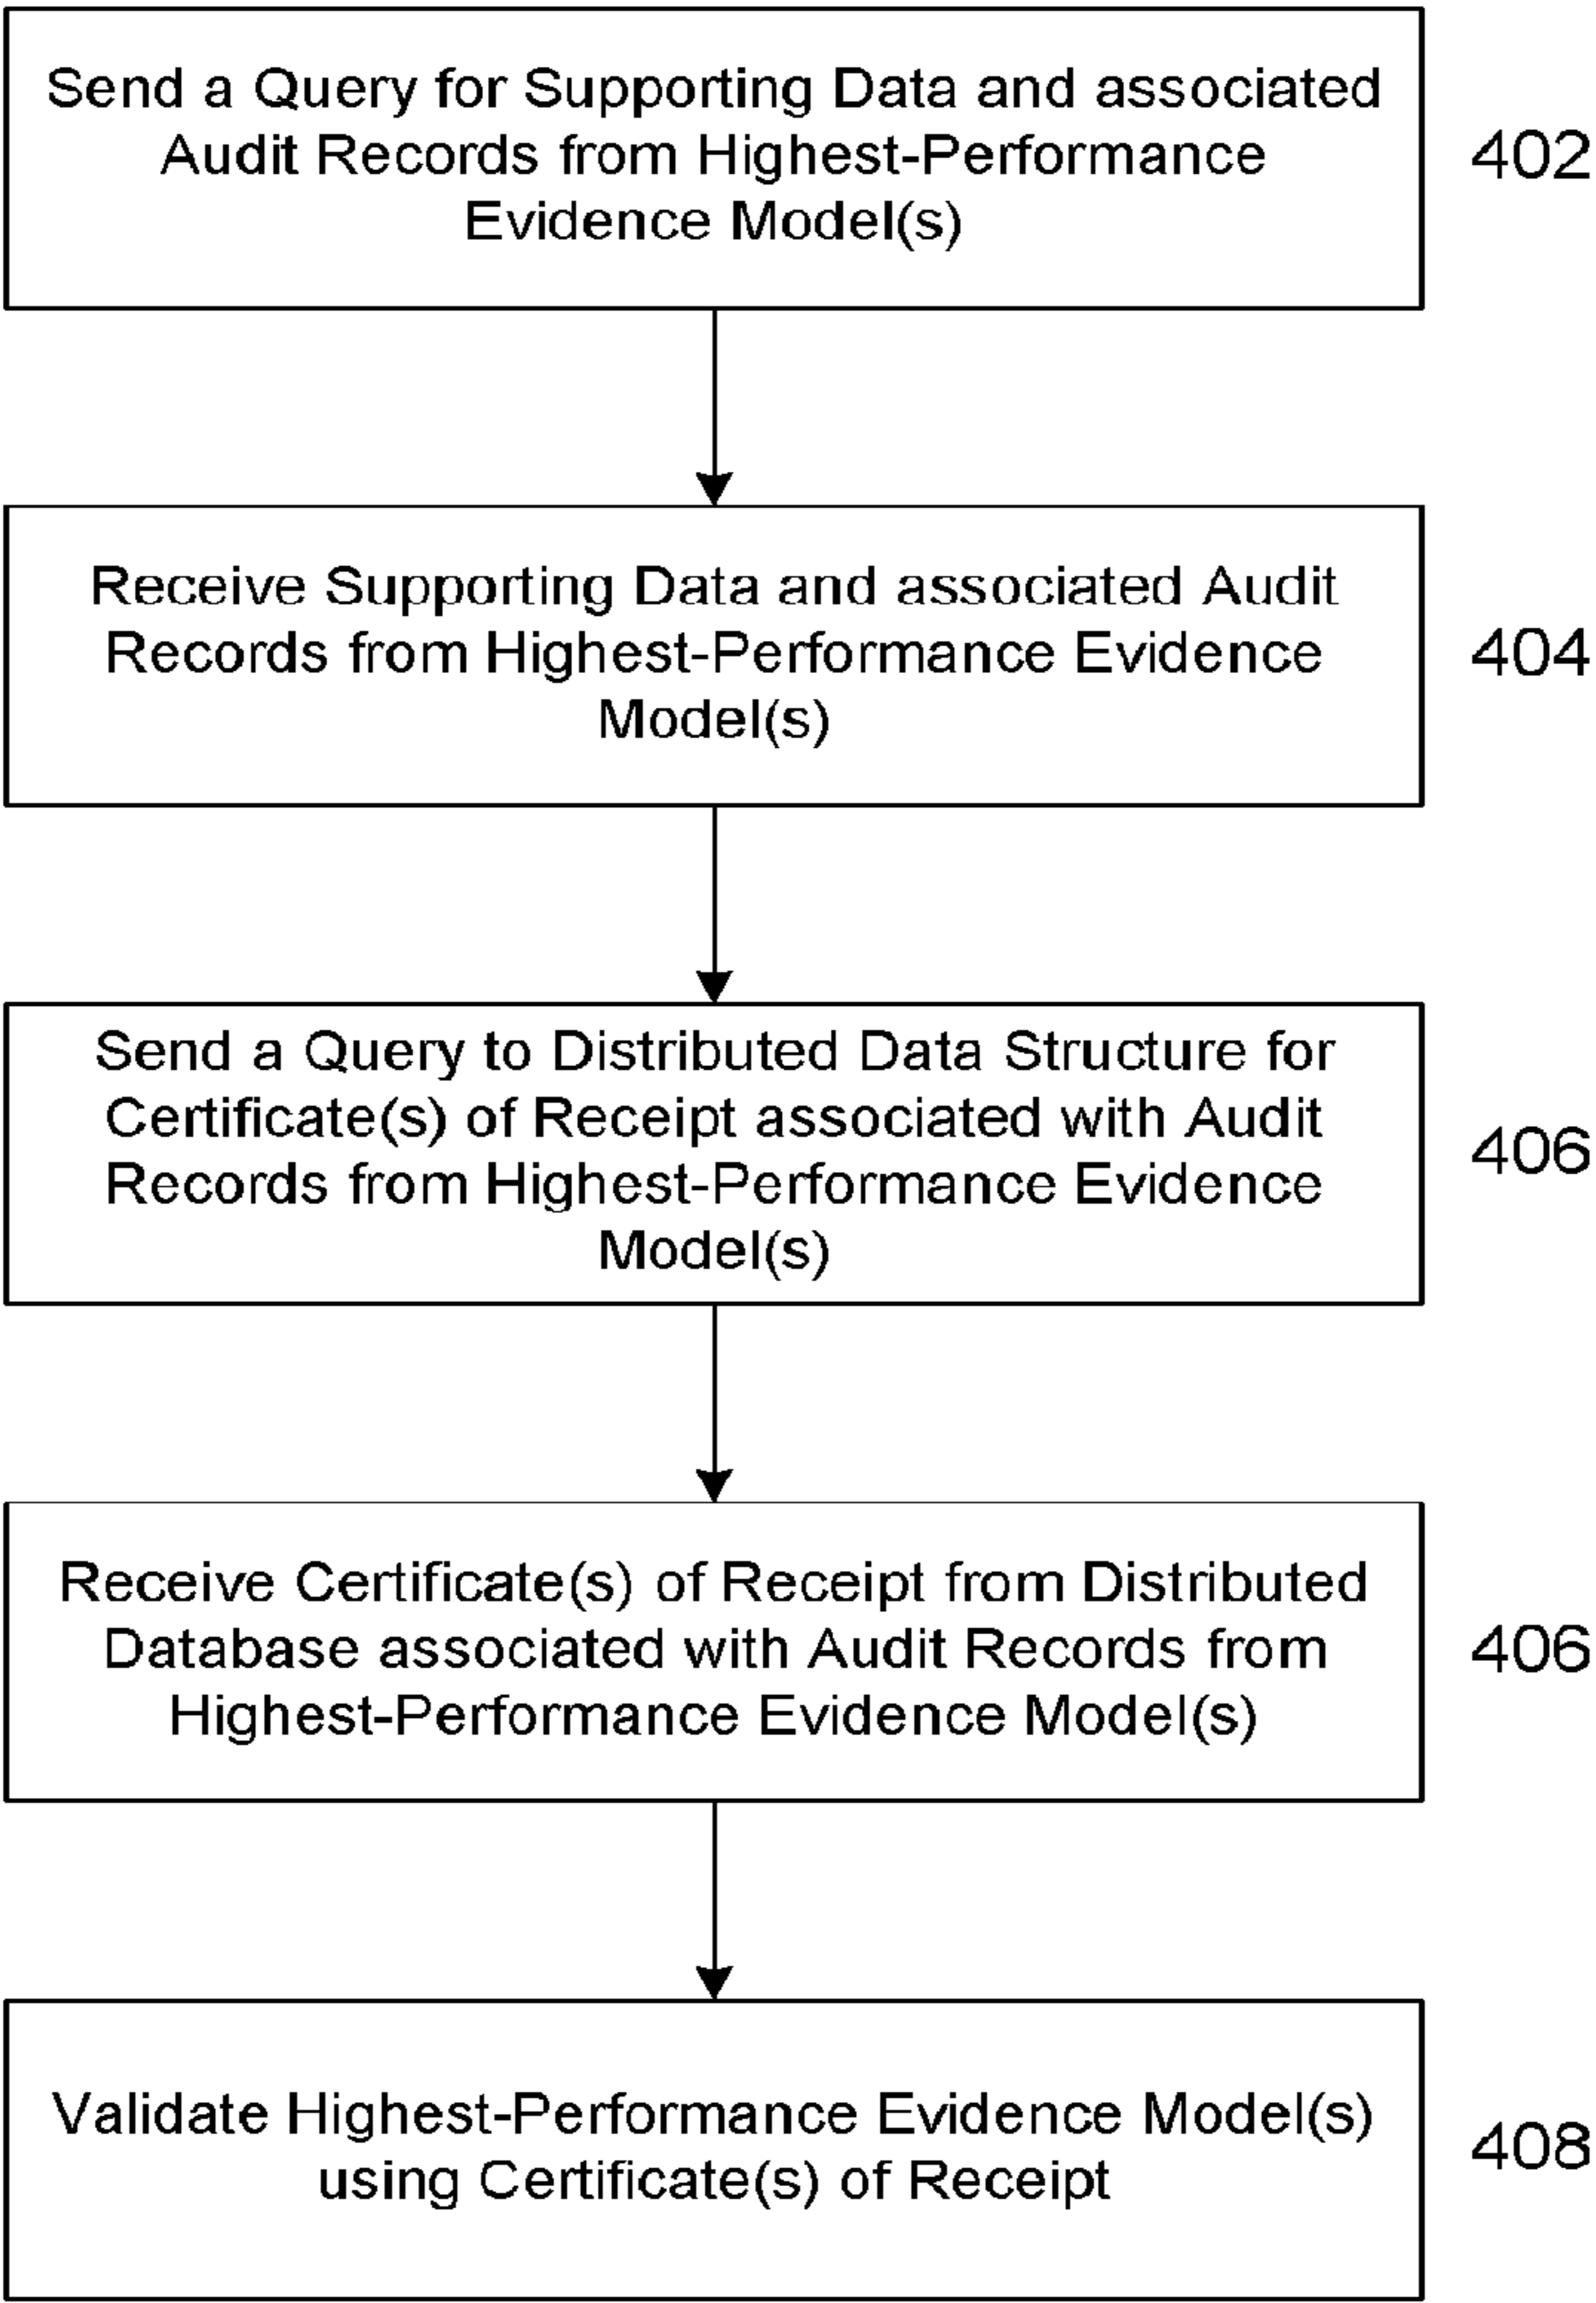 Send a Query for Supporting Data and associated
Audit Records from Highest-Performance
Evidence Model(s)
402
Receive Supporting Data and associated Audit
Records from Highest-Performance Evidence
Model(s)
404
Send a Query to Distributed Data Structure for
Certificate(s) of Receipt associated with Audit
Records from Highest-Performance Evidence
Model(s)
406
Receive Certificate(s) of Receipt from Distributed
Database associated with Audit Records from
Highest-Performance Evidence Model(s)
406
Validate Highest-Performance Evidence Model(s)
using Certificate(s) of Receipt
408